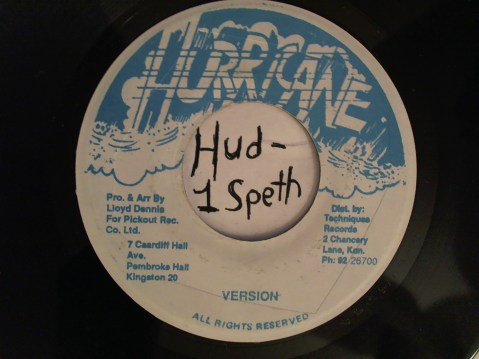 HURRICANE
Hud-
1 Speth
Pro. & Arr By
Lloyd Dennis
For Pickout Rec.
Co. Ltd.
7 Caardiff Hall
Ave.
Pembroke Hall
Kingston 20
Dist. by:
Techniques
Records
2 Chancery
Lane, Kgn.
Ph: 92/26700
VERSION
ALL RIGHTS RESERVED